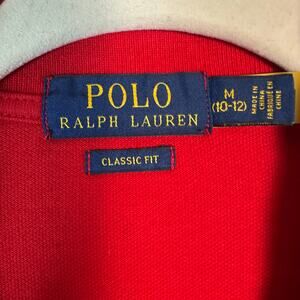 POLO
RALPH LAUREN
M
(10-12)
MADE IN
CHINA
FABRIQUÉ EN
CHINE
CLASSIC FIT